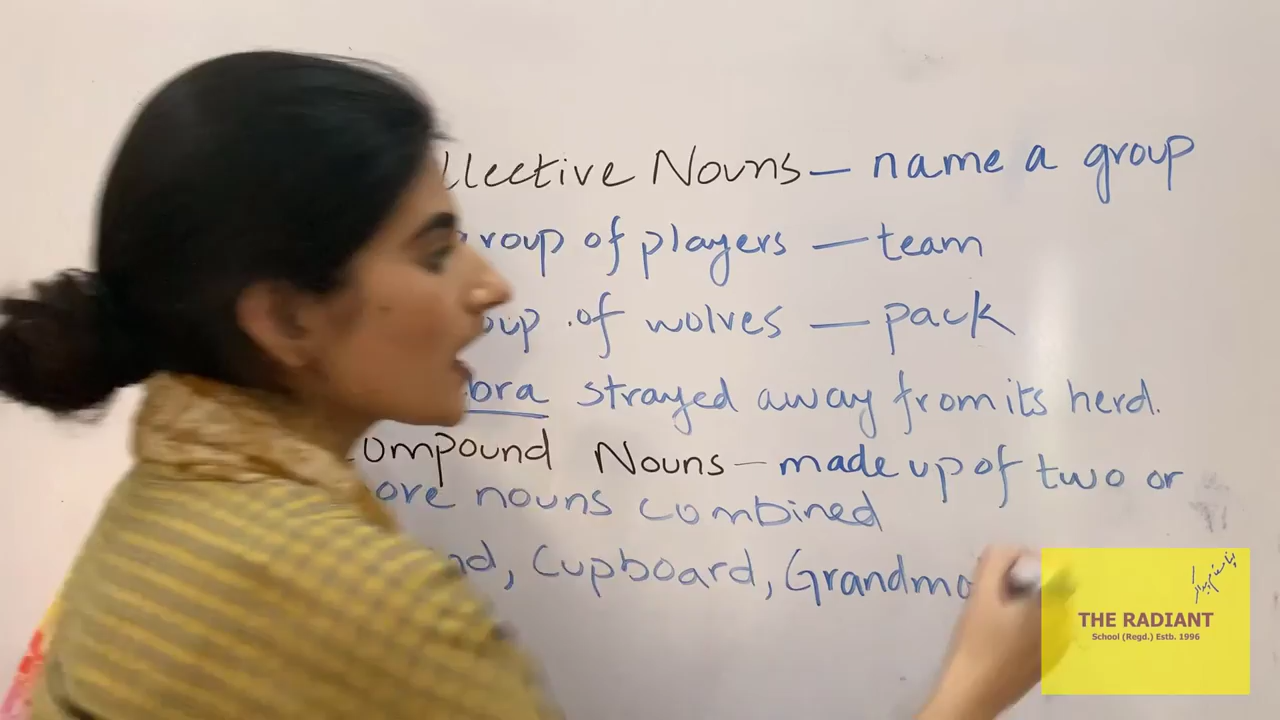 llective Nouns — name a group
roup of players — team
oup of wolves — pack
bra strayed away from its herd.
ompound Nouns — made up of two or
ore nouns combined
nd, Cupboard, Grandmo
THE RADIANT
School (Regd.) Estb. 1996